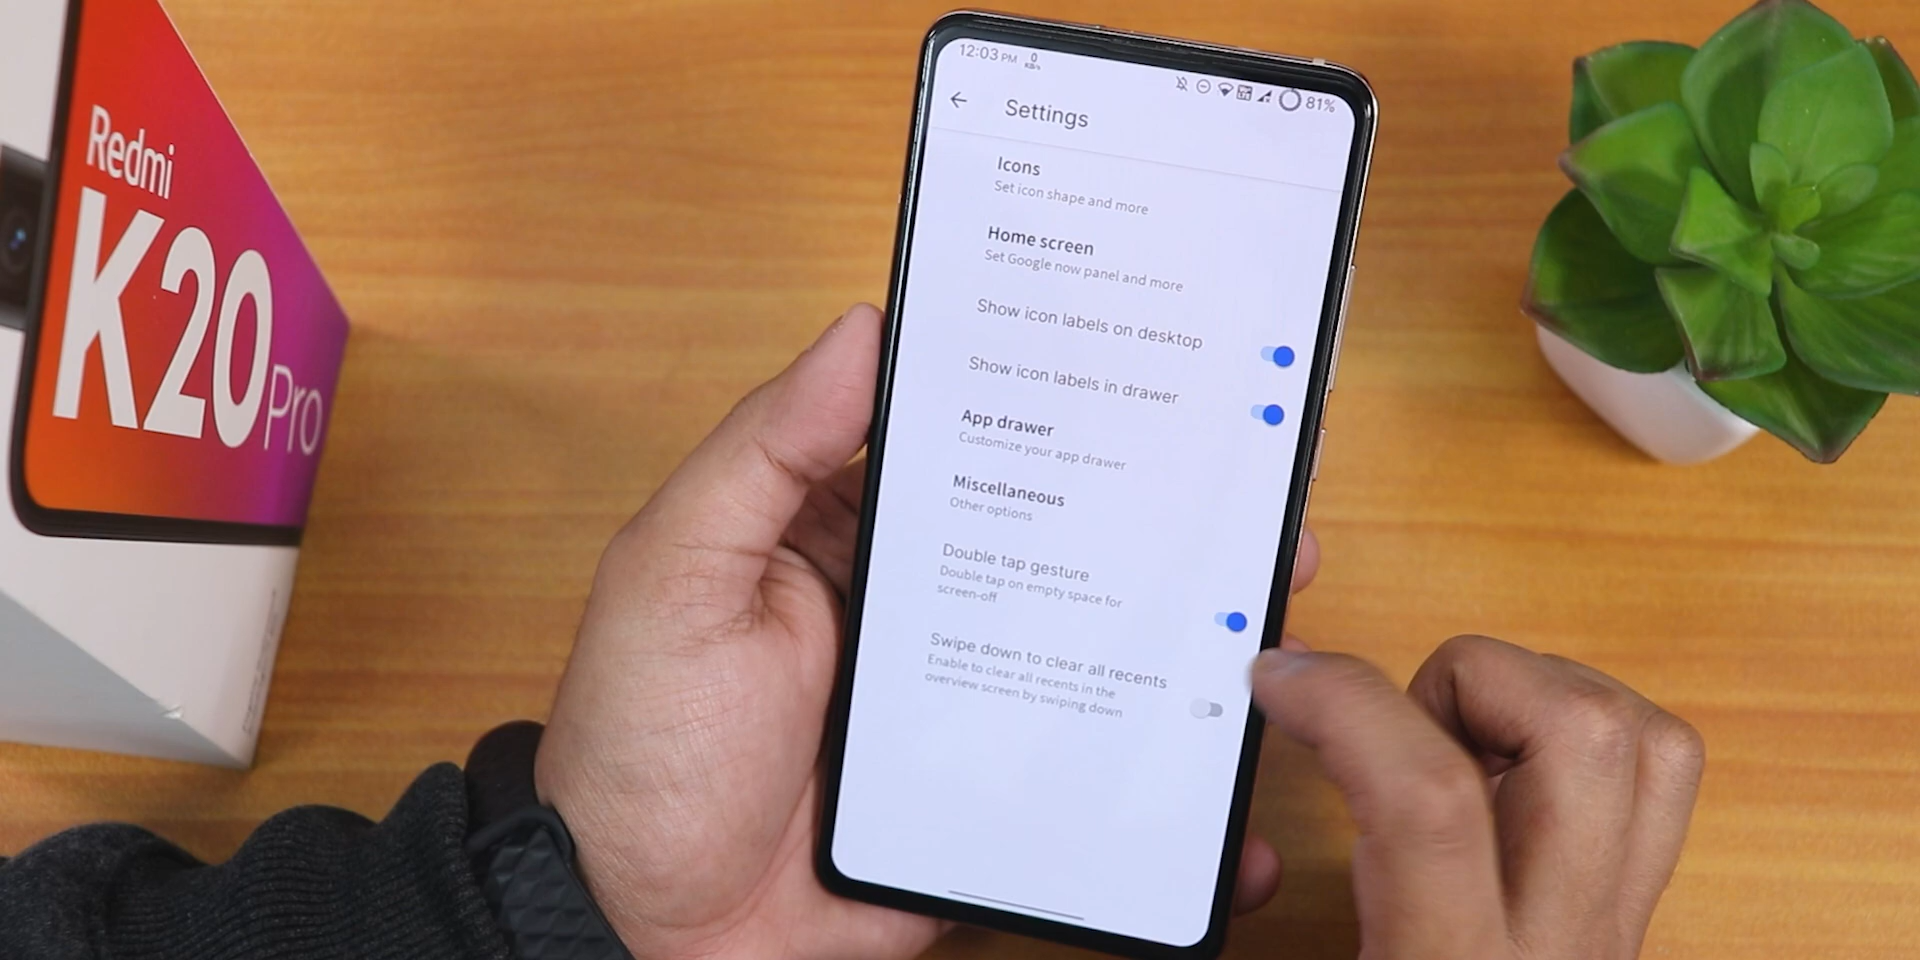 Redmi
K20 Pro
12:03 PM 0
KB/s
81%
Settings
Icons
Set icon shape and more
Home screen
Set Google now panel and more
Show icon labels on desktop
Show icon labels in drawer
App drawer
Customize your app drawer
Miscellaneous
Other options
Double tap gesture
Double tap on empty space for
screen-off
Swipe down to clear all recents
Enable to clear all recents in the
overview screen by swiping down